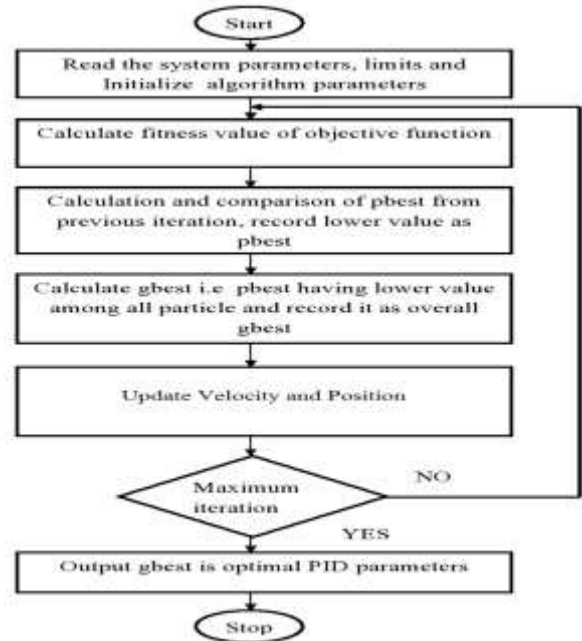 Start
Read the system parameters, limits and
Initialize algorithm parameters
Calculate fitness value of objective function
Calculation and comparison of pbest from
previous iteration, record lower value as
pbest
Calculate gbest i.e pbest having lower value
among all particle and record it as overall
gbest
Update Velocity and Position
Maximum
iteration
NO
YES
Output gbest is optimal PID parameters
Stop